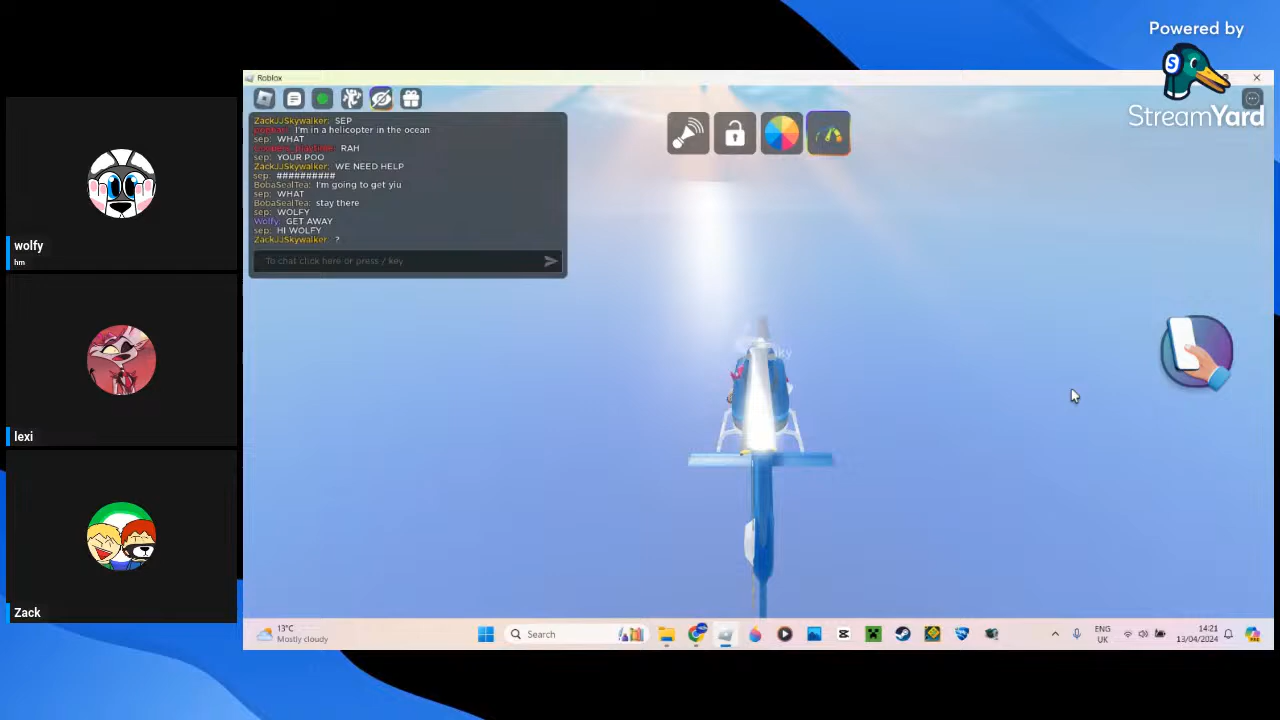 Powered by
StreamYard
Roblox
ZackJJSkywalker: SEP
I'm in a helicopter in the ocean
sep: WHAT
RAH
sep: YOUR POO
ZackJJSkywalker: WE NEED HELP
sep: ##########
BobaSealTea: I'm going to get yiu
sep: WHAT
BobaSealTea: stay there
sep: WOLFY
Wolfy: GET AWAY
sep: HI WOLFY
ZackJJSkywalker: ?
To chat click here or press / key
wolfy
hm
lexi
Zack
13°C
Mostly cloudy
Search
ENG
UK
14:21
13/04/2024